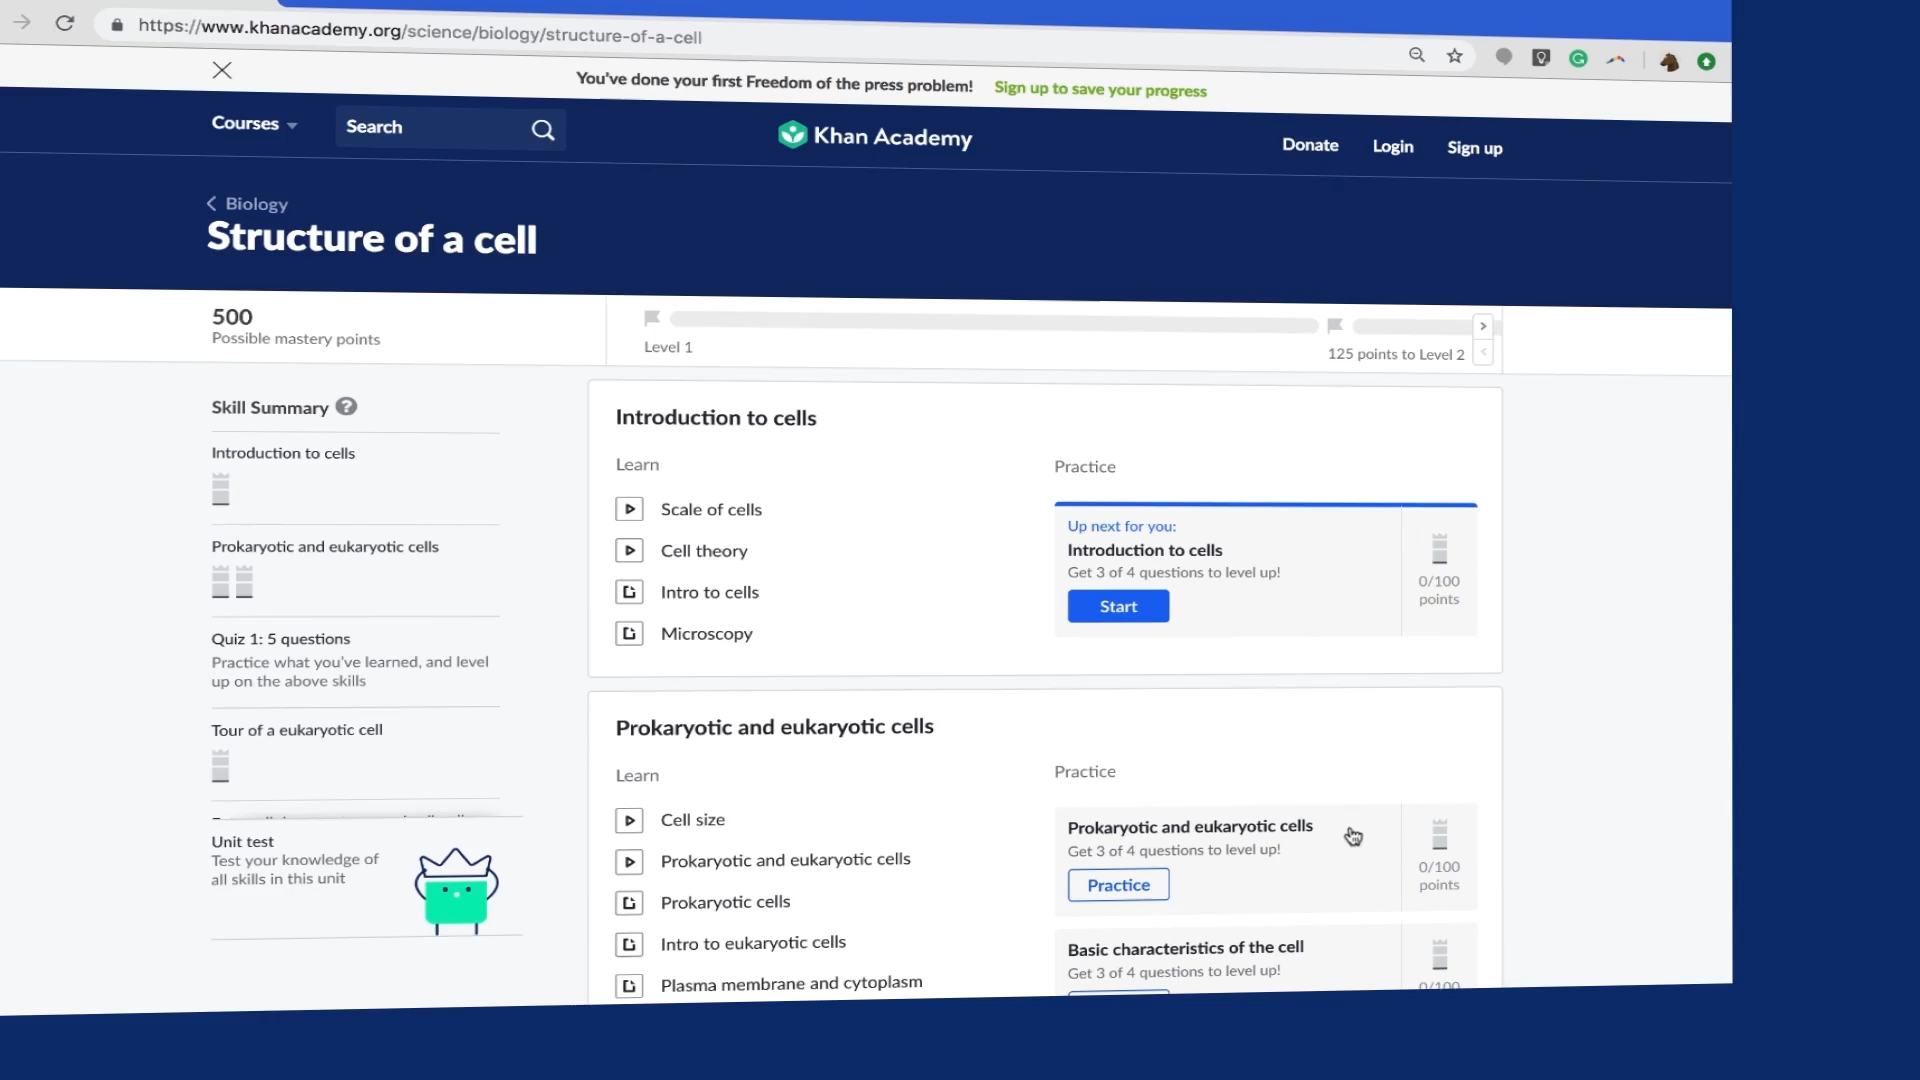 https://www.khanacademy.org/science/biology/structure-of-a-cell
You've done your first Freedom of the press problem! Sign up to save your progress
Courses
Search
Khan Academy
Donate
Login
Sign up
Biology
Structure of a cell
500
Possible mastery points
Level 1
125 points to Level 2
Skill Summary
Introduction to cells
Prokaryotic and eukaryotic cells
Quiz 1: 5 questions
Practice what you've learned, and level
up on the above skills
Tour of a eukaryotic cell
Unit test
Test your knowledge of
all skills in this unit
Introduction to cells
Learn
Scale of cells
Cell theory
Intro to cells
Microscopy
Practice
Up next for you:
Introduction to cells
Get 3 of 4 questions to level up!
Start
0/100
points
Prokaryotic and eukaryotic cells
Learn
Cell size
Prokaryotic and eukaryotic cells
Prokaryotic cells
Intro to eukaryotic cells
Plasma membrane and cytoplasm
Practice
Prokaryotic and eukaryotic cells
Get 3 of 4 questions to level up!
Practice
0/100
points
Basic characteristics of the cell
Get 3 of 4 questions to level up!
0/100